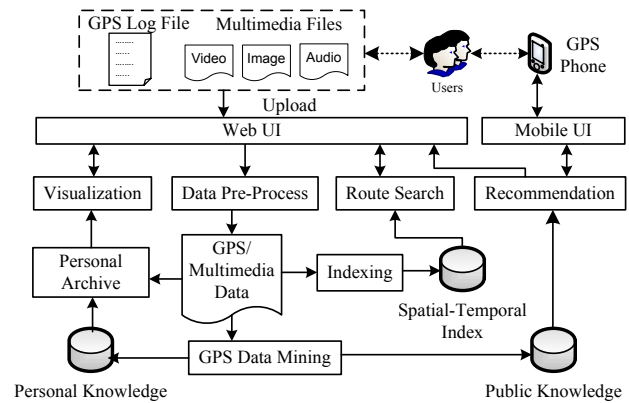 GPS Log File
Multimedia Files
Video
Image
Audio
Users
GPS
Phone
Upload
Web UI
Mobile UI
Visualization
Data Pre-Process
Route Search
Recommendation
Personal
Archive
GPS/
Multimedia
Data
Indexing
Spatial-Temporal
Index
GPS Data Mining
Personal Knowledge
Public Knowledge